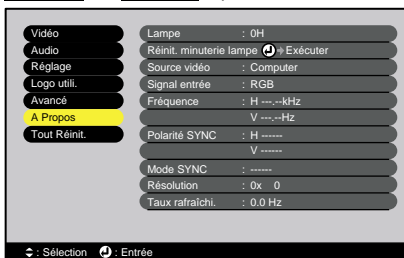 Vidéo
Audio
Réglage
Logo utili.
Avancé
A Propos
Tout Réinit.
Lampe : 0H
Réinit. minuterie lampe Exécuter
Source vidéo : Computer
Signal entrée : RGB
Fréquence : H ---.--kHz
V ---.--Hz
Polarité SYNC : H ------
V ------
Mode SYNC : ------
Résolution : 0x 0
Taux rafraîchi. : 0.0 Hz
: Sélection : Entrée